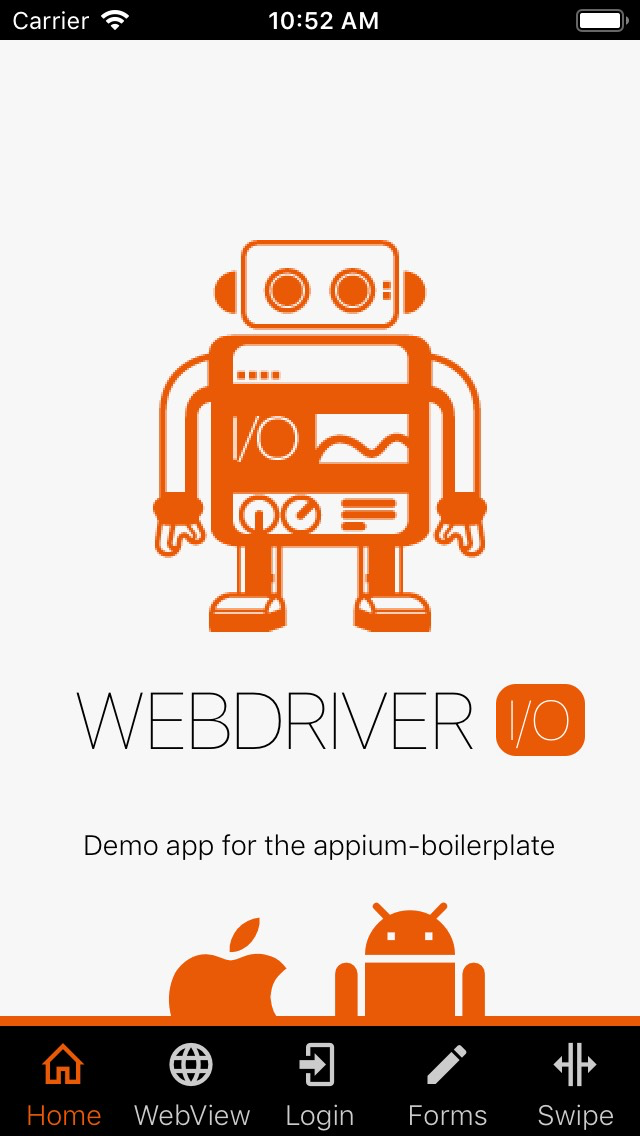 Carrier 10:52 AM
I/O
WEBDRIVER I/O
Demo app for the appium-boilerplate
Home WebView Login Forms Swipe